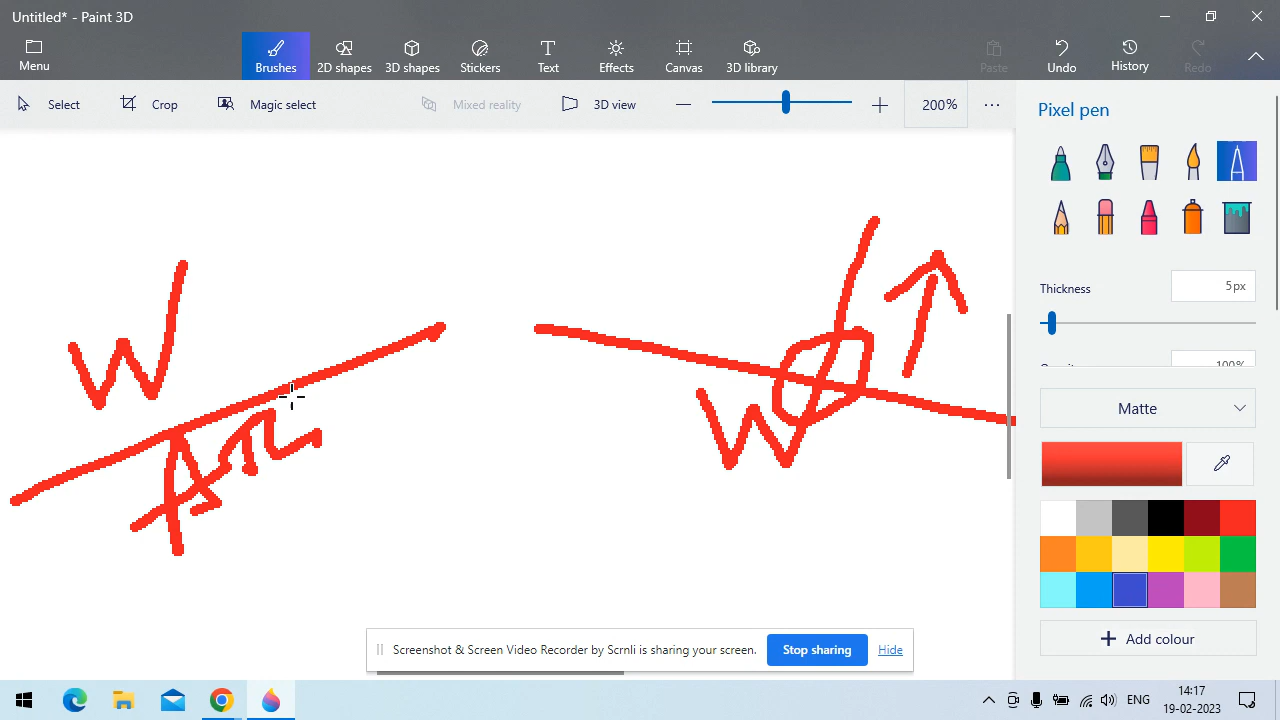 Untitled* - Paint 3D
Menu
Brushes
2D shapes
3D shapes
Stickers
Text
Effects
Canvas
3D library
Paste
Undo
History
Redo
Select
Crop
Magic select
Mixed reality
3D view
200%
Pixel pen
Thickness
5px
100%
Matte
W
W
Add colour
Screenshot & Screen Video Recorder by Scrnli is sharing your screen.
Stop sharing
Hide
ENG
14:17
19-02-2023